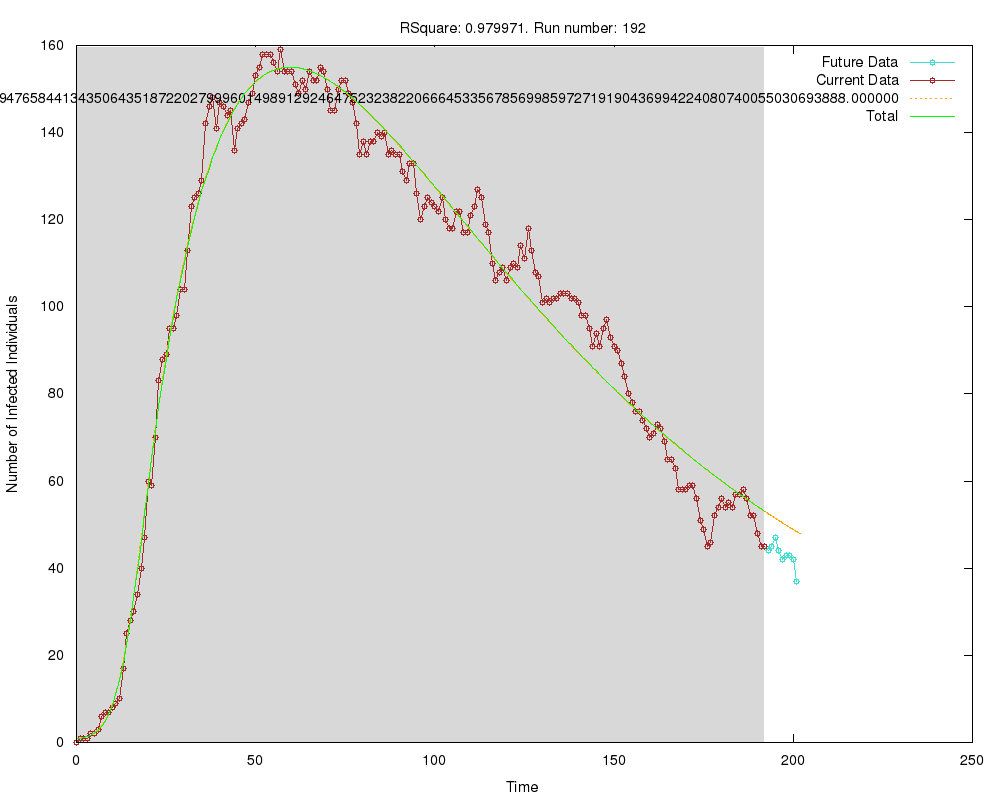 RSquare: 0.979971. Run number: 192
Future Data
Current Data
Total
160
140
120
100
80
60
40
20
0
0 50 100 150 200 250
Number of Infected Individuals
Time